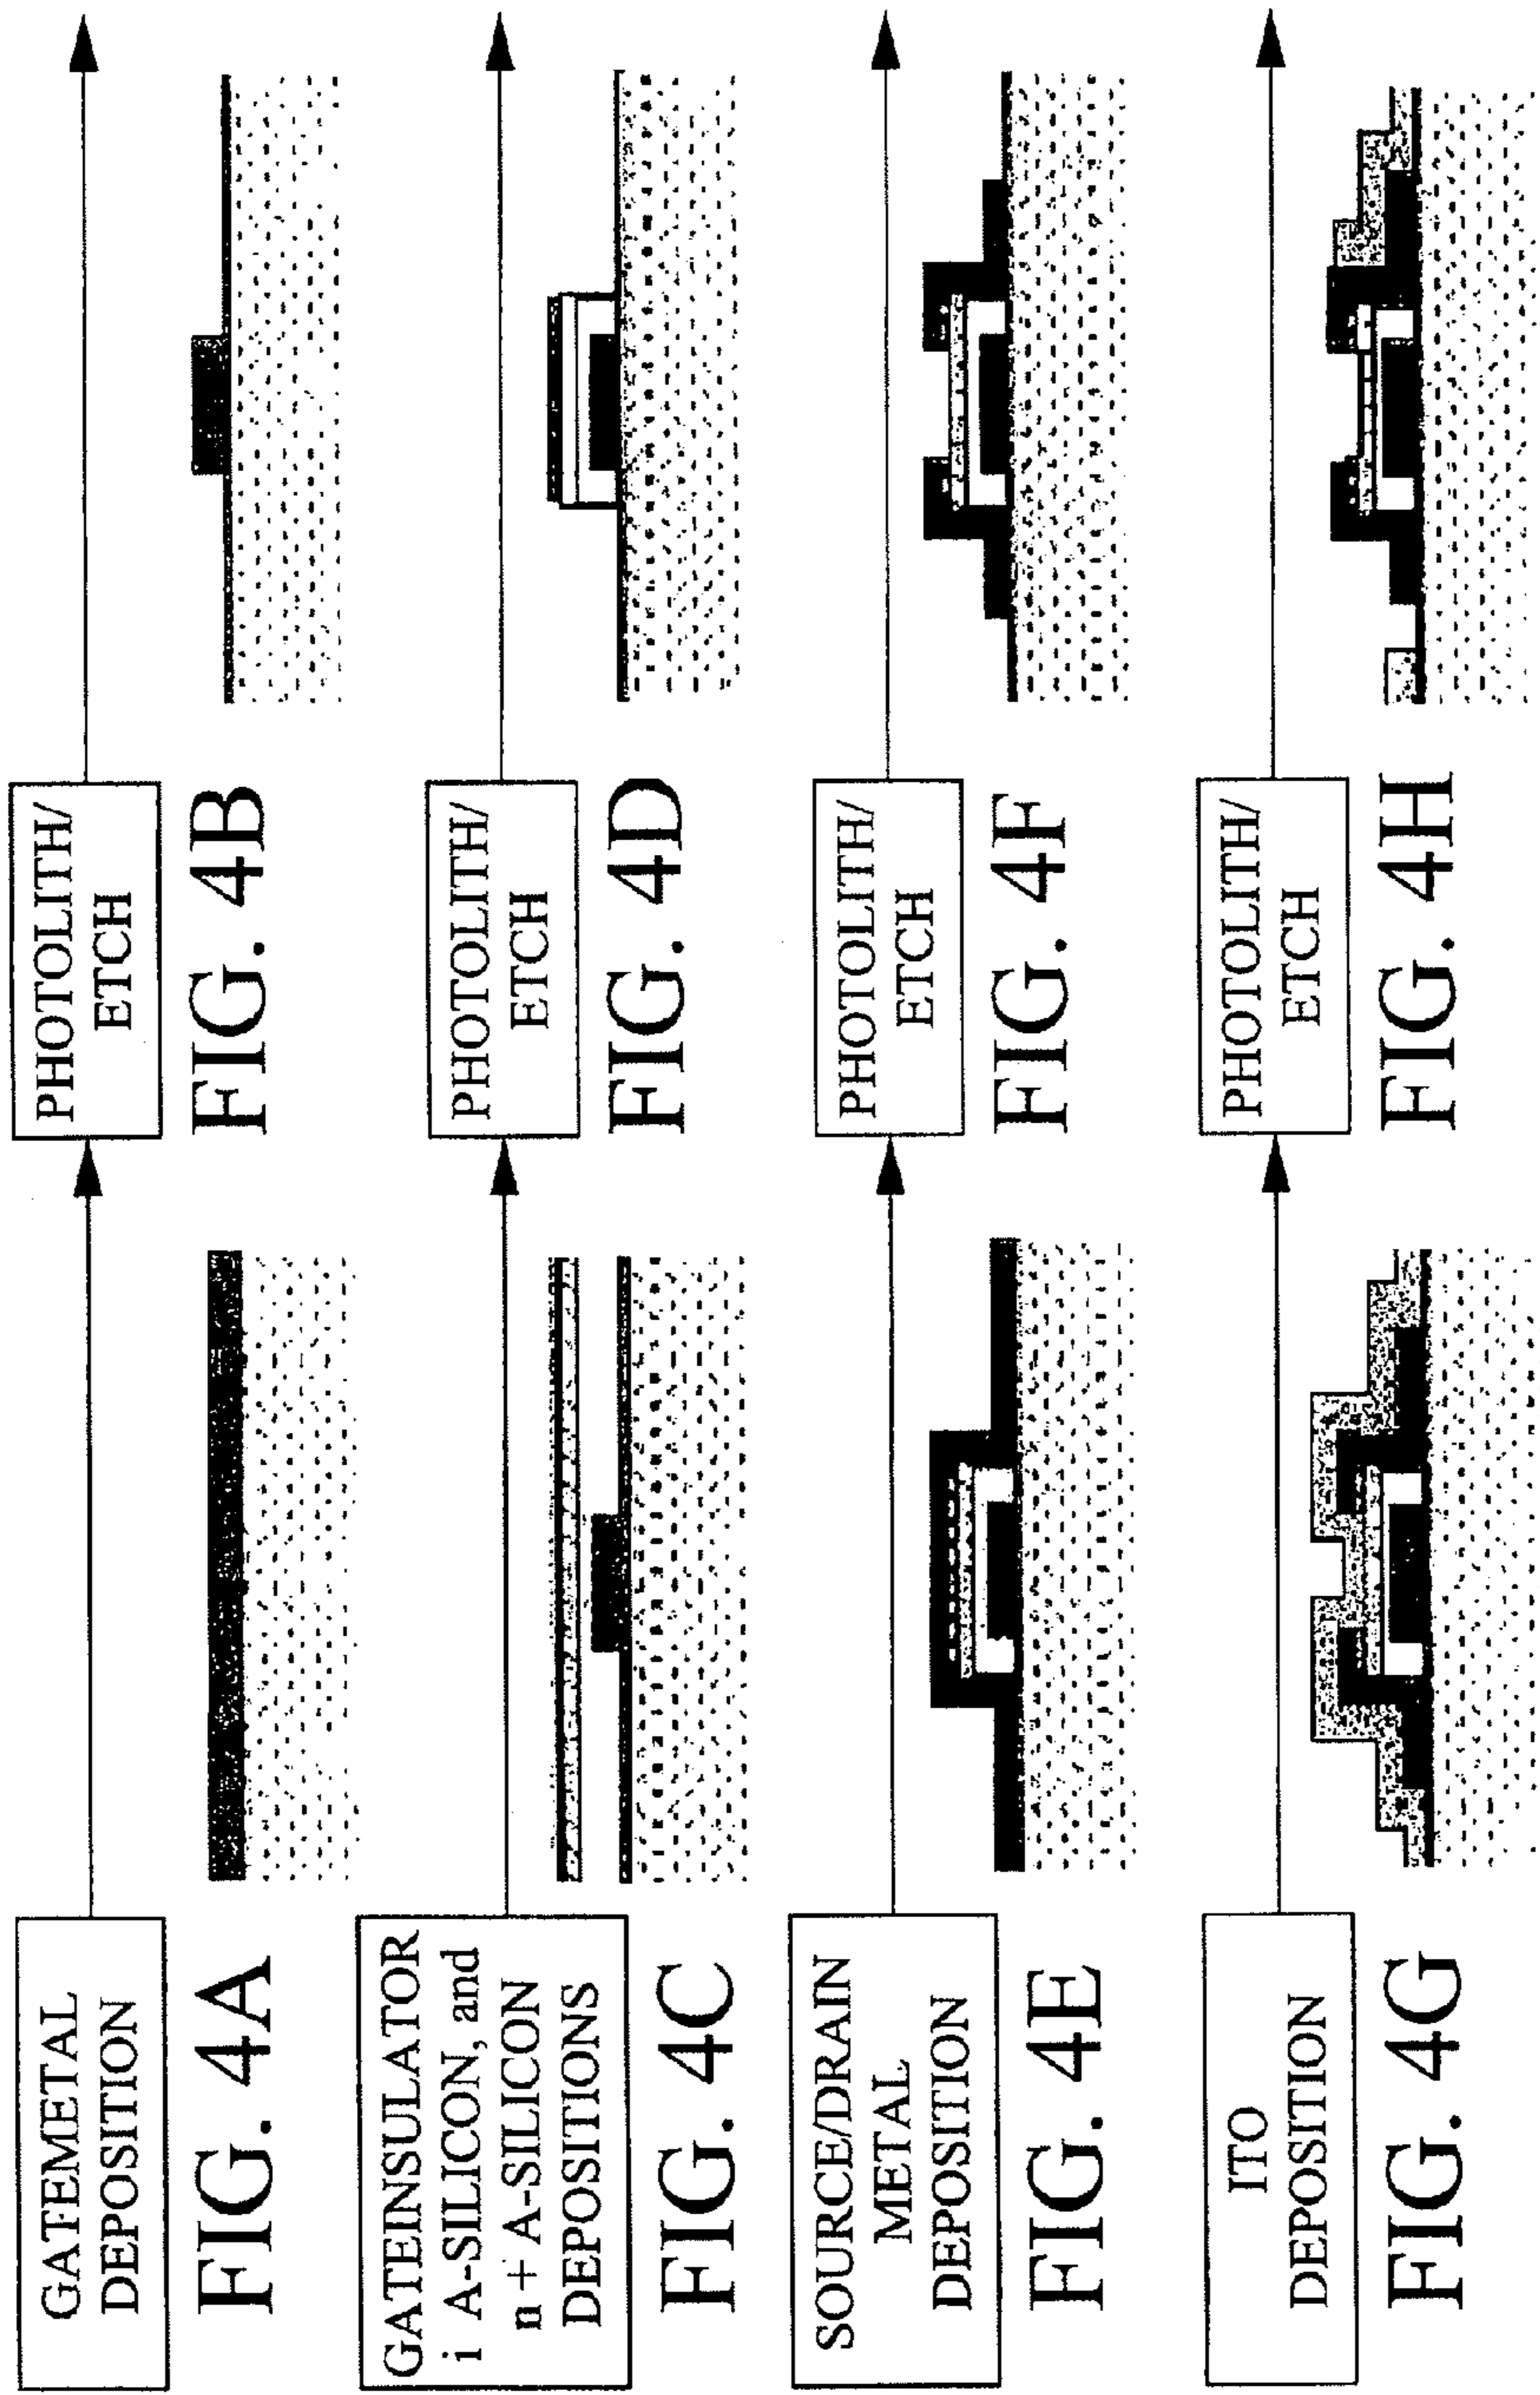 GATEMETAL
DEPOSITION
FIG. 4A
PHOTOLITH/
ETCH
FIG. 4B
GATEINSULATOR
i A-SILICON, and
n + A-SILICON
DEPOSITIONS
FIG. 4C
PHOTOLITH/
ETCH
FIG. 4D
SOURCE/DRAIN
METAL
DEPOSITION
FIG. 4E
PHOTOLITH/
ETCH
FIG. 4F
ITO
DEPOSITION
FIG. 4G
PHOTOLITH/
ETCH
FIG. 4H